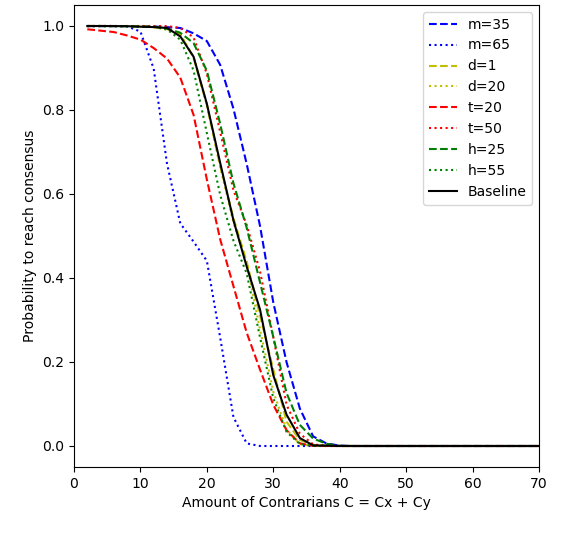 1.0
0.8
0.6
0.4
0.2
0.0
Probability to reach consensus
m=35
m=65
d=1
d=20
t=20
t=50
h=25
h=55
Baseline
0 10 20 30 40 50 60 70
Amount of Contrarians C = Cx + Cy